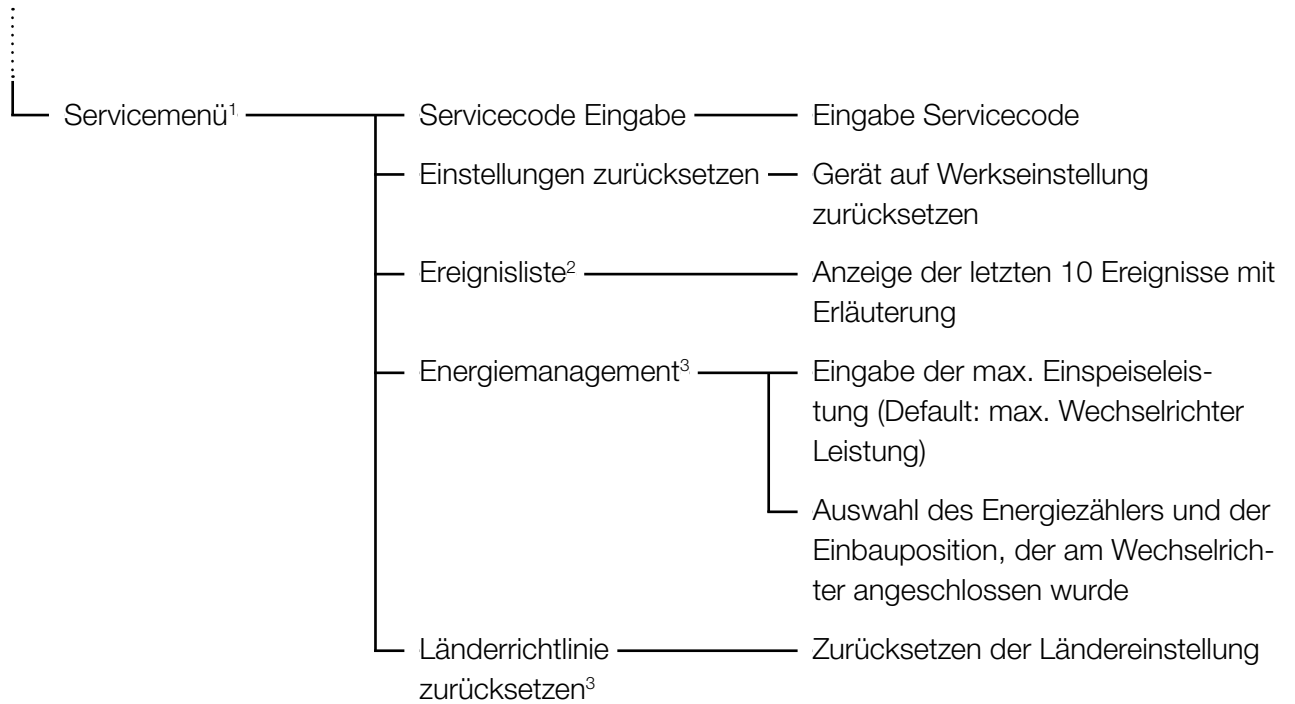 Servicemenü¹
Servicecode Eingabe
Eingabe Servicecode
Einstellungen zurücksetzen
Gerät auf Werkseinstellung
zurücksetzen
Ereignisliste²
Anzeige der letzten 10 Ereignisse mit
Erläuterung
Energiemanagement³
Eingabe der max. Einspeiseleis-
tung (Default: max. Wechselrichter
Leistung)
Auswahl des Energiezählers und der
Einbauposition, der am Wechselrich-
ter angeschlossen wurde
Länderrichtlinie
zurücksetzen³
Zurücksetzen der Ländereinstellung